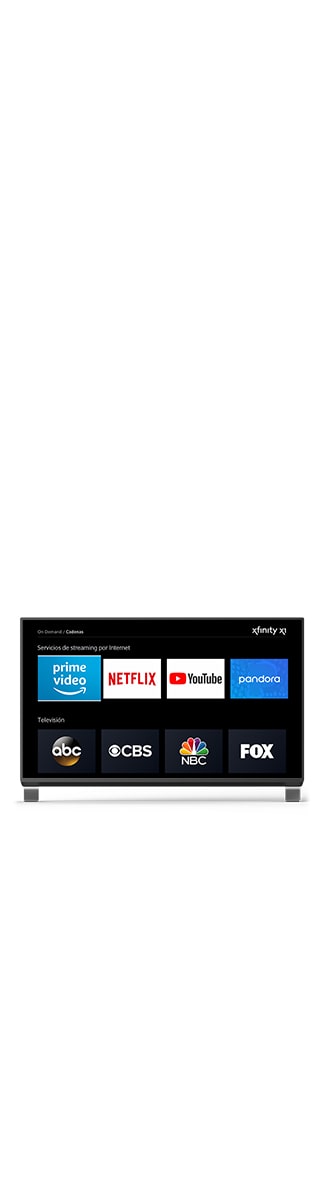 On Demand / Cadenas
xfinity x1
Servicios de streaming por Internet
prime video
NETFLIX
YouTube
pandora
Televisión
abc
CBS
NBC
FOX